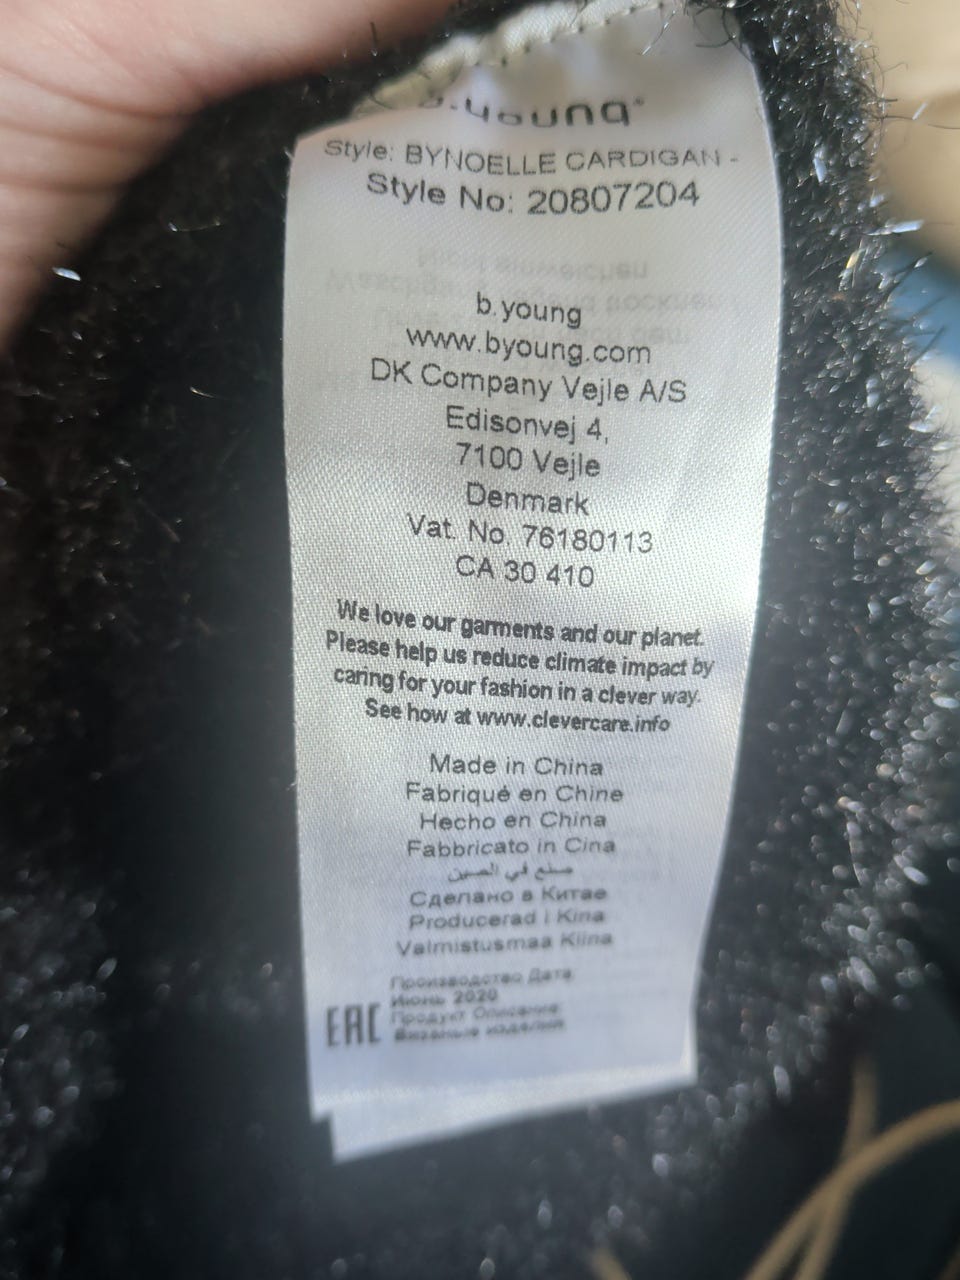 b.young®
Style: BYNOELLE CARDIGAN -
Style No: 20807204
b.young
www.byoung.com
DK Company Vejle A/S
Edisonvej 4,
7100 Vejle
Denmark
Vat. No. 76180113
CA 30 410
We love our garments and our planet.
Please help us reduce climate impact by
caring for your fashion in a clever way.
See how at www.clevercare.info
Made in China
Fabriqué en Chine
Hecho en China
Fabbricato in Cina
صنع في الصين
Сделано в Китае
Producerad i Kina
Valmistusmaa Kiina
Производство Дата
Июнь 2020
EAC Продукт Описание
Вязаные изделия